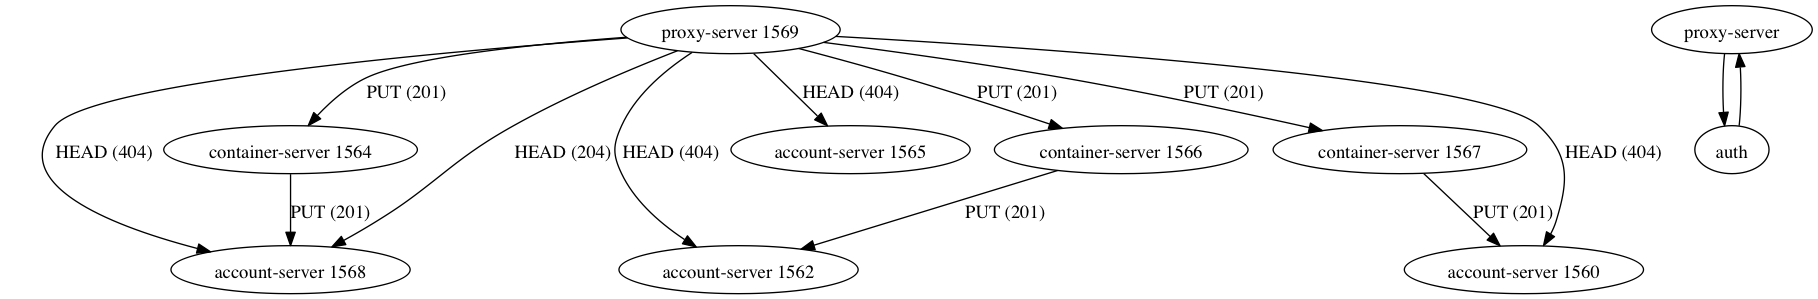 proxy-server 1569
proxy-server
PUT (201)
HEAD (404)
PUT (201)
PUT (201)
HEAD (404)
container-server 1564
HEAD (204)
HEAD (404)
account-server 1565
container-server 1566
container-server 1567
HEAD (404)
auth
PUT (201)
PUT (201)
PUT (201)
account-server 1568
account-server 1562
account-server 1560